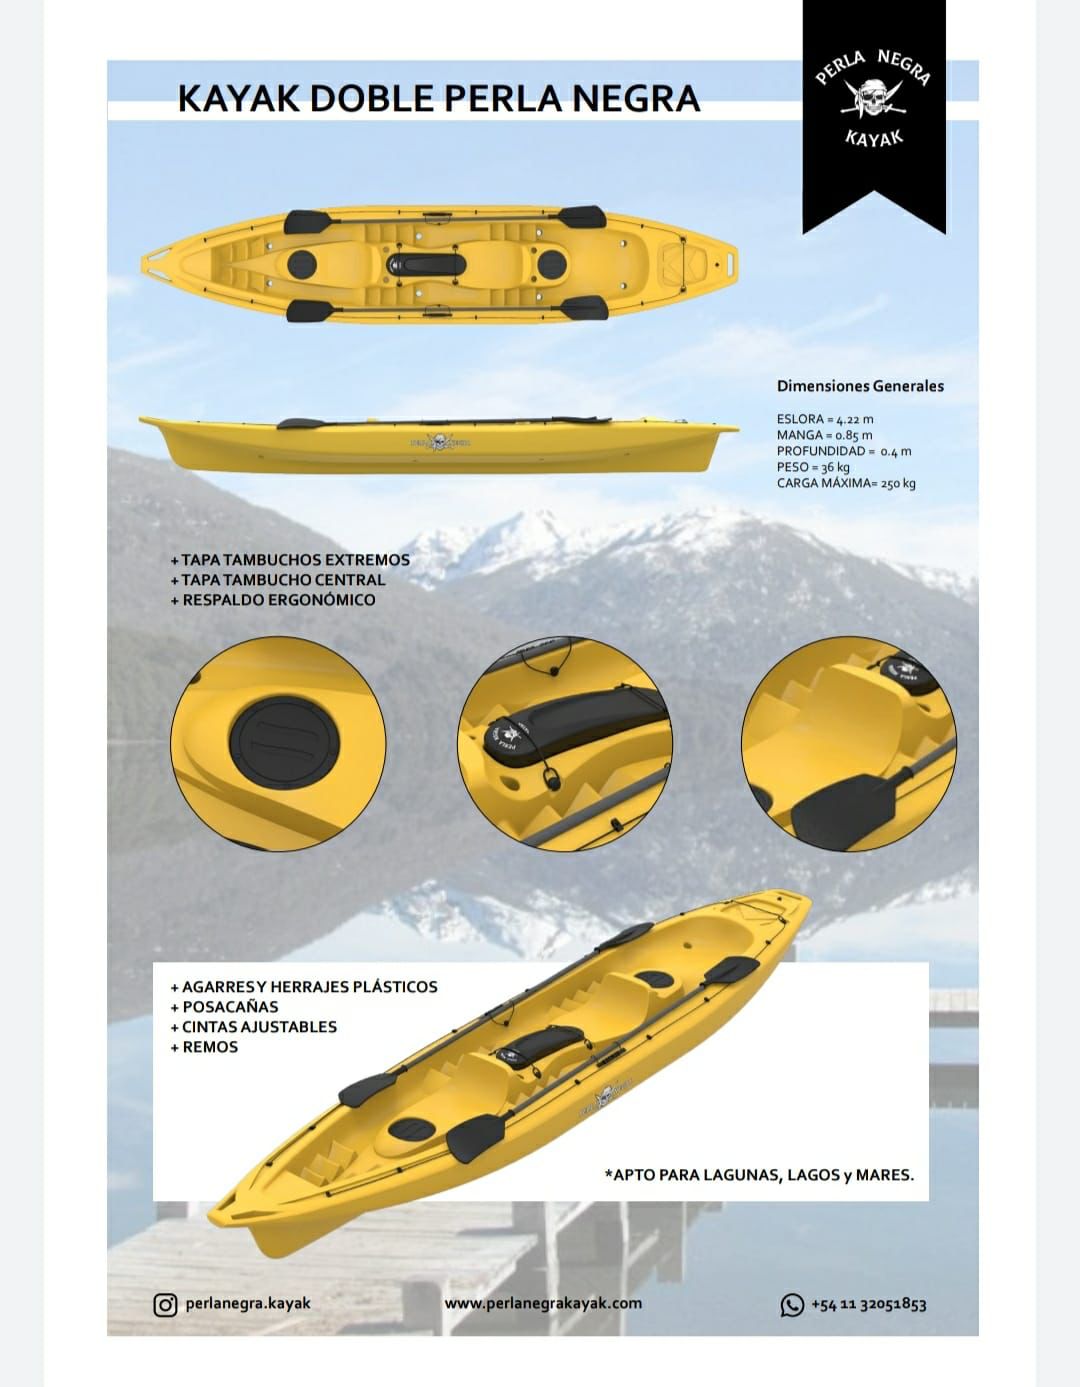 PERLA NEGRA
KAYAK
KAYAK DOBLE PERLA NEGRA
Dimensiones Generales
ESLORA = 4.22 m
MANGA = 0.85 m
PROFUNDIDAD = 0.4 m
PESO = 36 kg
CARGA MÁXIMA= 250 kg
+ TAPA TAMBUCHOS EXTREMOS
+ TAPA TAMBUCHO CENTRAL
+ RESPALDO ERGONÓMICO
+ AGARRES Y HERRAJES PLÁSTICOS
+ POSACAÑAS
+ CINTAS AJUSTABLES
+ REMOS
*APTO PARA LAGUNAS, LAGOS y MARES.
perlanegra.kayak
www.perlanegrakayak.com
+54 11 32051853